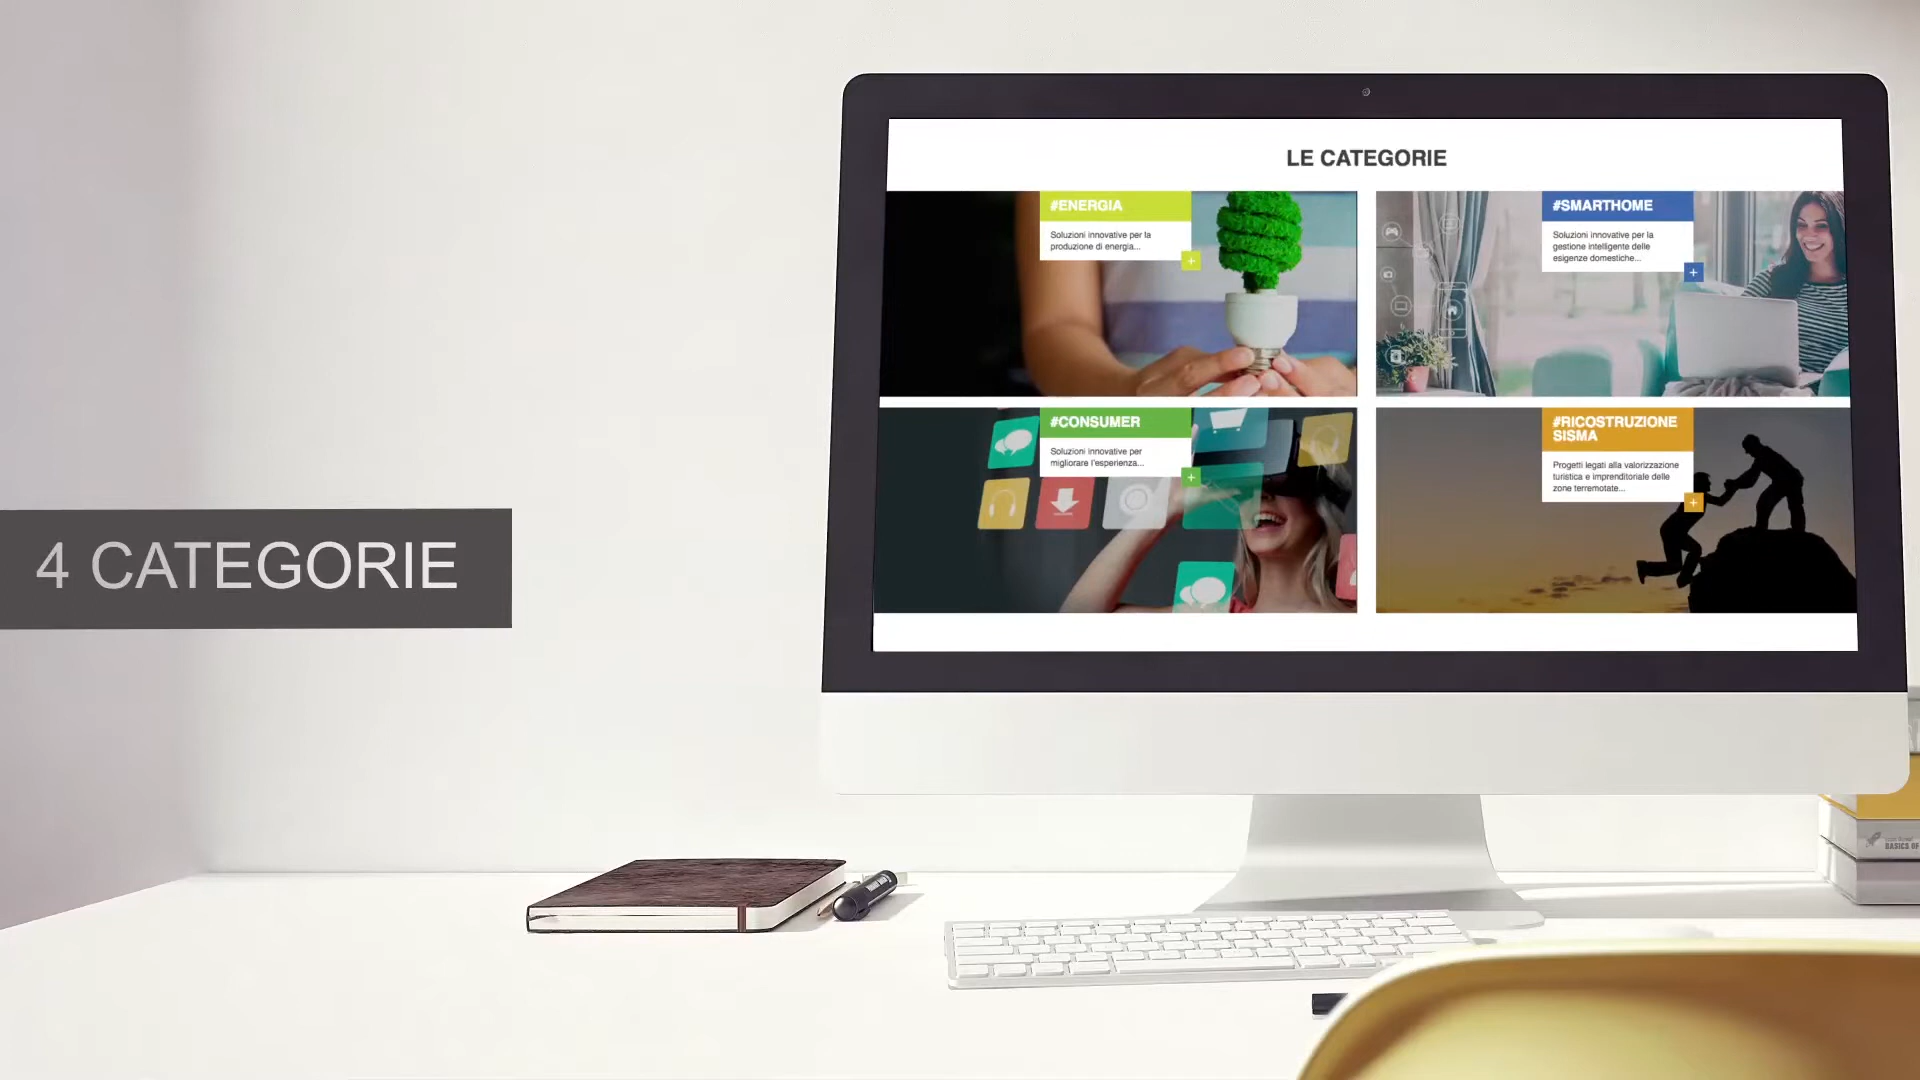 4 CATEGORIE
LE CATEGORIE
#ENERGIA
Soluzioni innovative per la
produzione di energia...
+
#SMARTHOME
Soluzioni innovative per la
gestione intelligente delle
esigenze domestiche...
+
#CONSUMER
Soluzioni innovative per
migliorare l'esperienza...
+
#RICOSTRUZIONE
SISMA
Progetti legati alla valorizzazione
turistica e imprenditoriale delle
zone terremotate...
+
BASICS OF